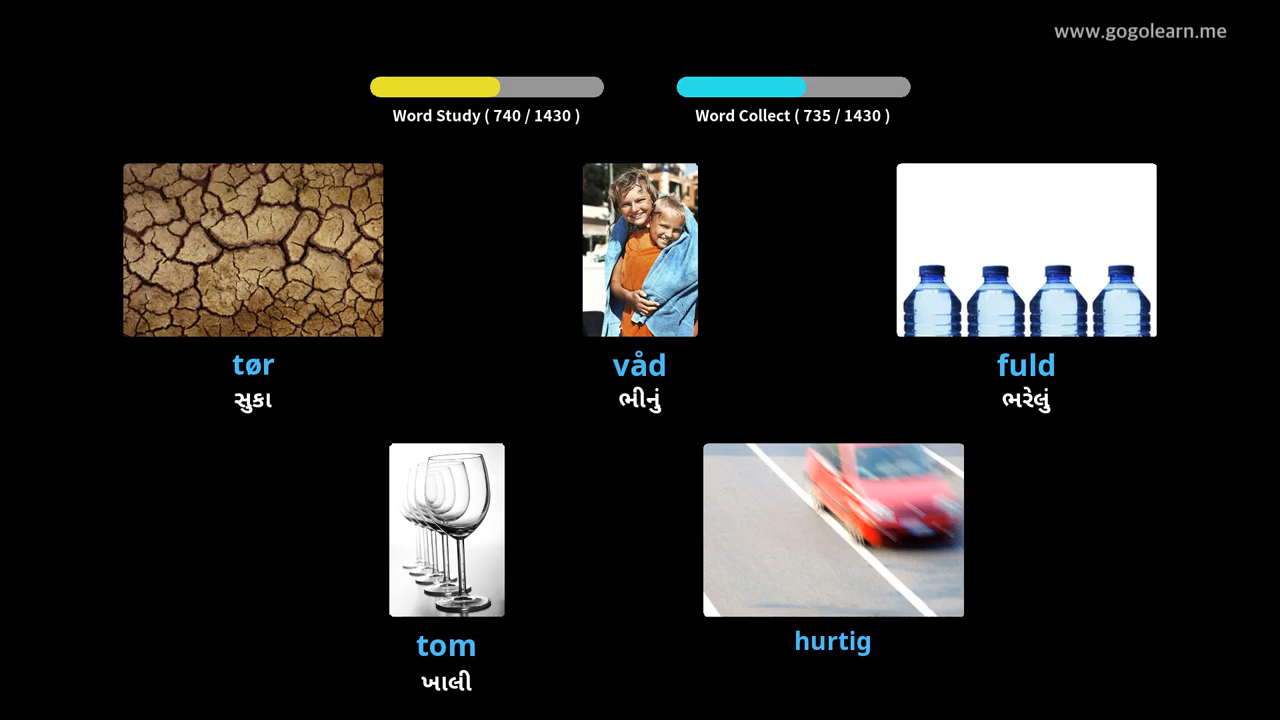 www.gogolearn.me
Word Study ( 740 / 1430 )
Word Collect ( 735 / 1430 )
tør
våd
fuld
સુકા
ભીનું
ભરેલું
tom
hurtig
ખાલી